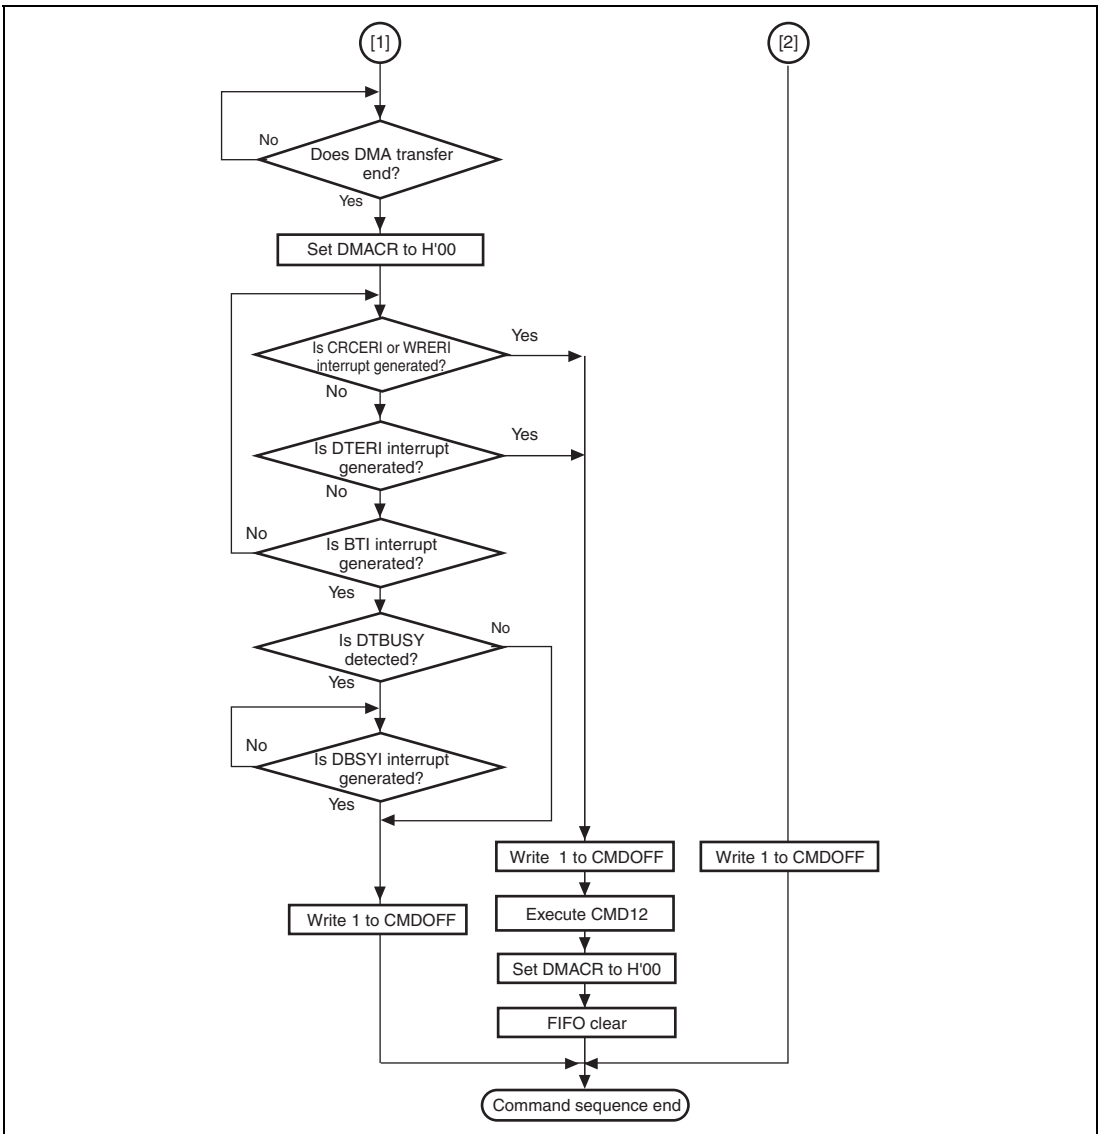 [1]
[2]
No
Does DMA transfer
end?
Yes
Set DMACR to H'00
Is CRCERI or WRERI
interrupt generated?
Yes
No
Is DTERI interrupt
generated?
Yes
No
Is BTI interrupt
generated?
No
Yes
Is DTBUSY
detected?
No
Yes
Is DBSYI interrupt
generated?
No
Yes
Write 1 to CMDOFF
Write 1 to CMDOFF
Write 1 to CMDOFF
Execute CMD12
Set DMACR to H'00
FIFO clear
Command sequence end